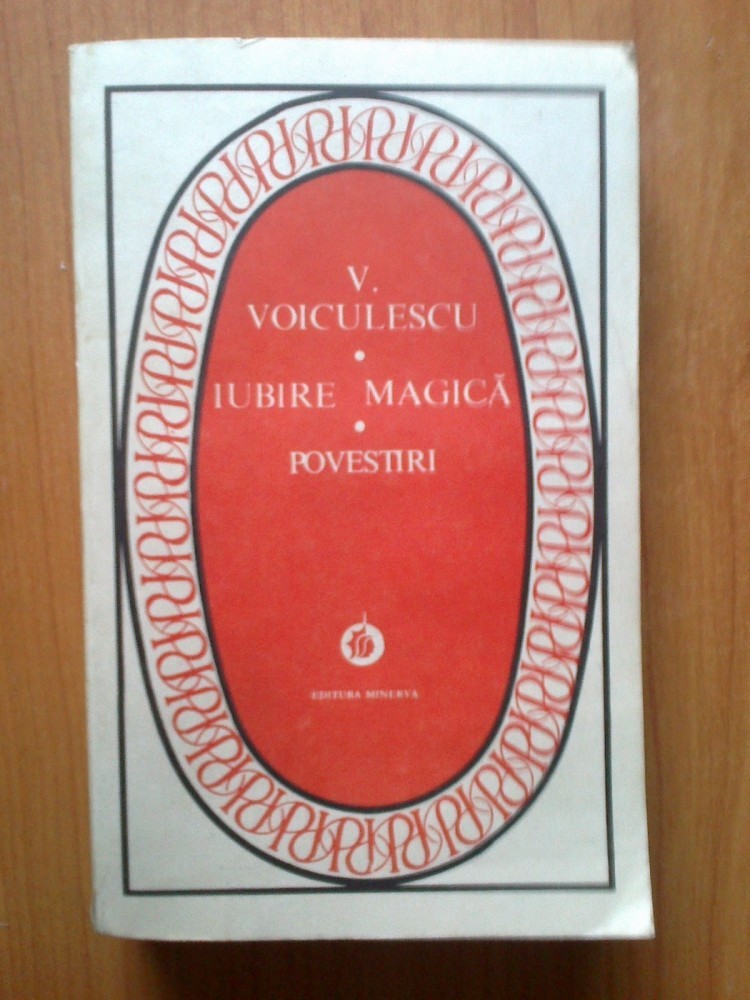 V.
VOICULESCU
•
IUBIRE MAGICĂ
•
POVESTIRI
EDITURA MINERVA